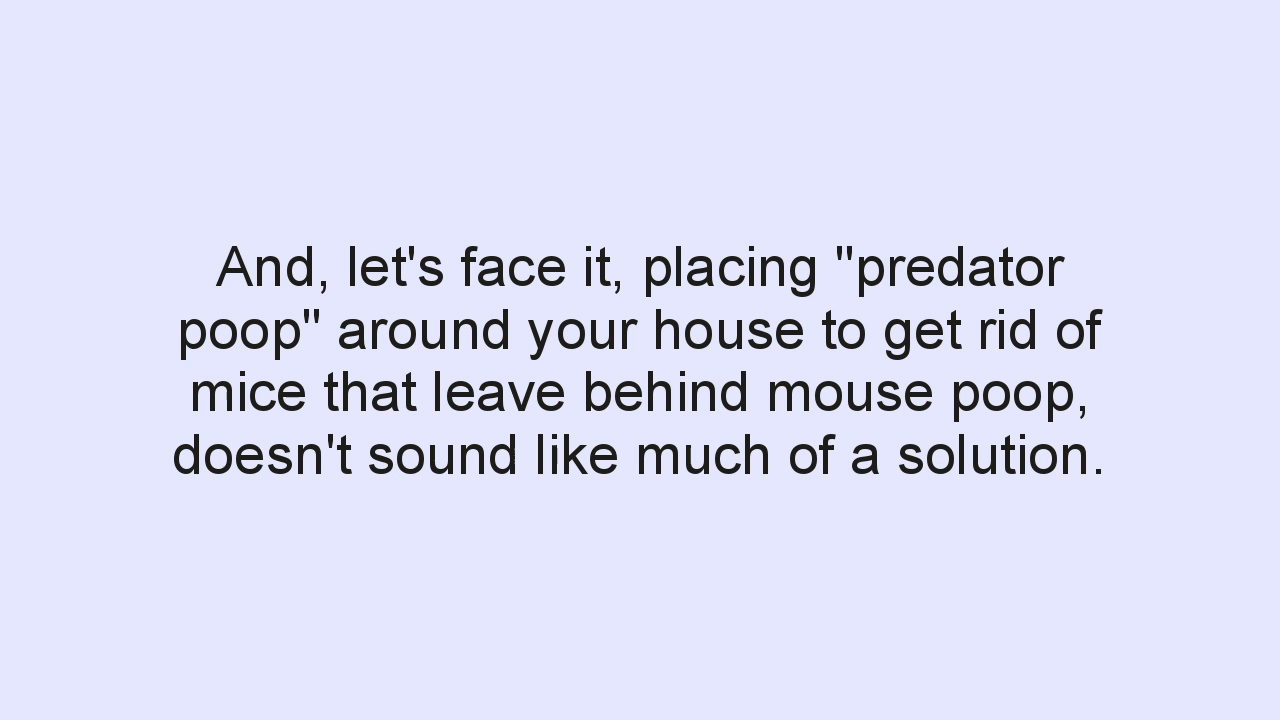 And, let's face it, placing "predator
poop" around your house to get rid of
mice that leave behind mouse poop,
doesn't sound like much of a solution.